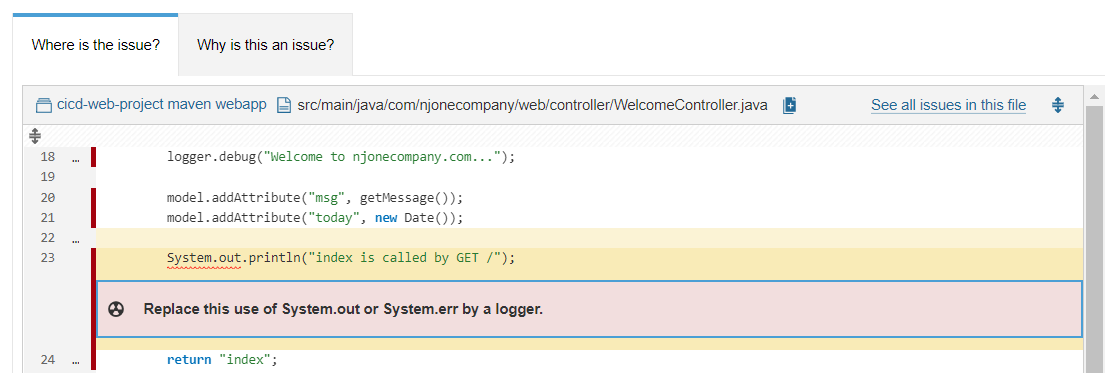 Where is the issue? Why is this an issue?
cicd-web-project maven webapp src/main/java/com/njonecompany/web/controller/WelcomeController.java See all issues in this file
18 ... logger.debug("Welcome to njonecompany.com...");
19
20 model.addAttribute("msg", getMessage());
21 model.addAttribute("today", new Date());
22 ...
23 System.out.println("index is called by GET /");
Replace this use of System.out or System.err by a logger.
24 ... return "index";